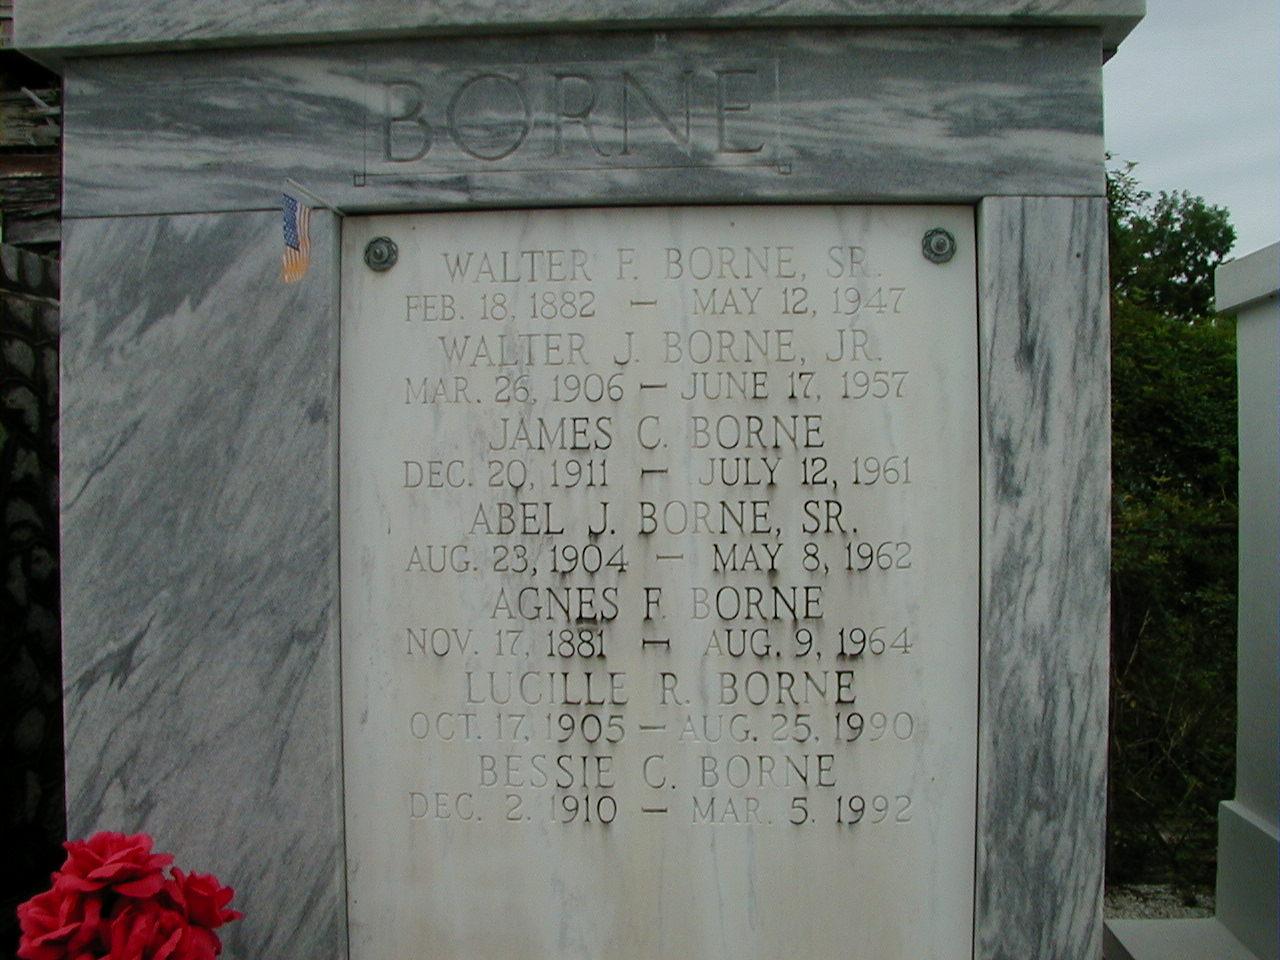 BORNE
WALTER F. BORNE, SR.
FEB. 18, 1882 — MAY 12, 1947
WALTER J. BORNE, JR.
MAR. 26, 1906 — JUNE 17, 1957
JAMES C. BORNE
DEC. 20, 1911 — JULY 12, 1961
ABEL J. BORNE, SR.
AUG. 23, 1904 — MAY 8, 1962
AGNES F. BORNE
NOV. 17, 1881 — AUG. 9, 1964
LUCILLE R. BORNE
OCT. 17, 1905 — AUG. 25, 1990
BESSIE C. BORNE
DEC. 2. 1910 — MAR. 5. 1992